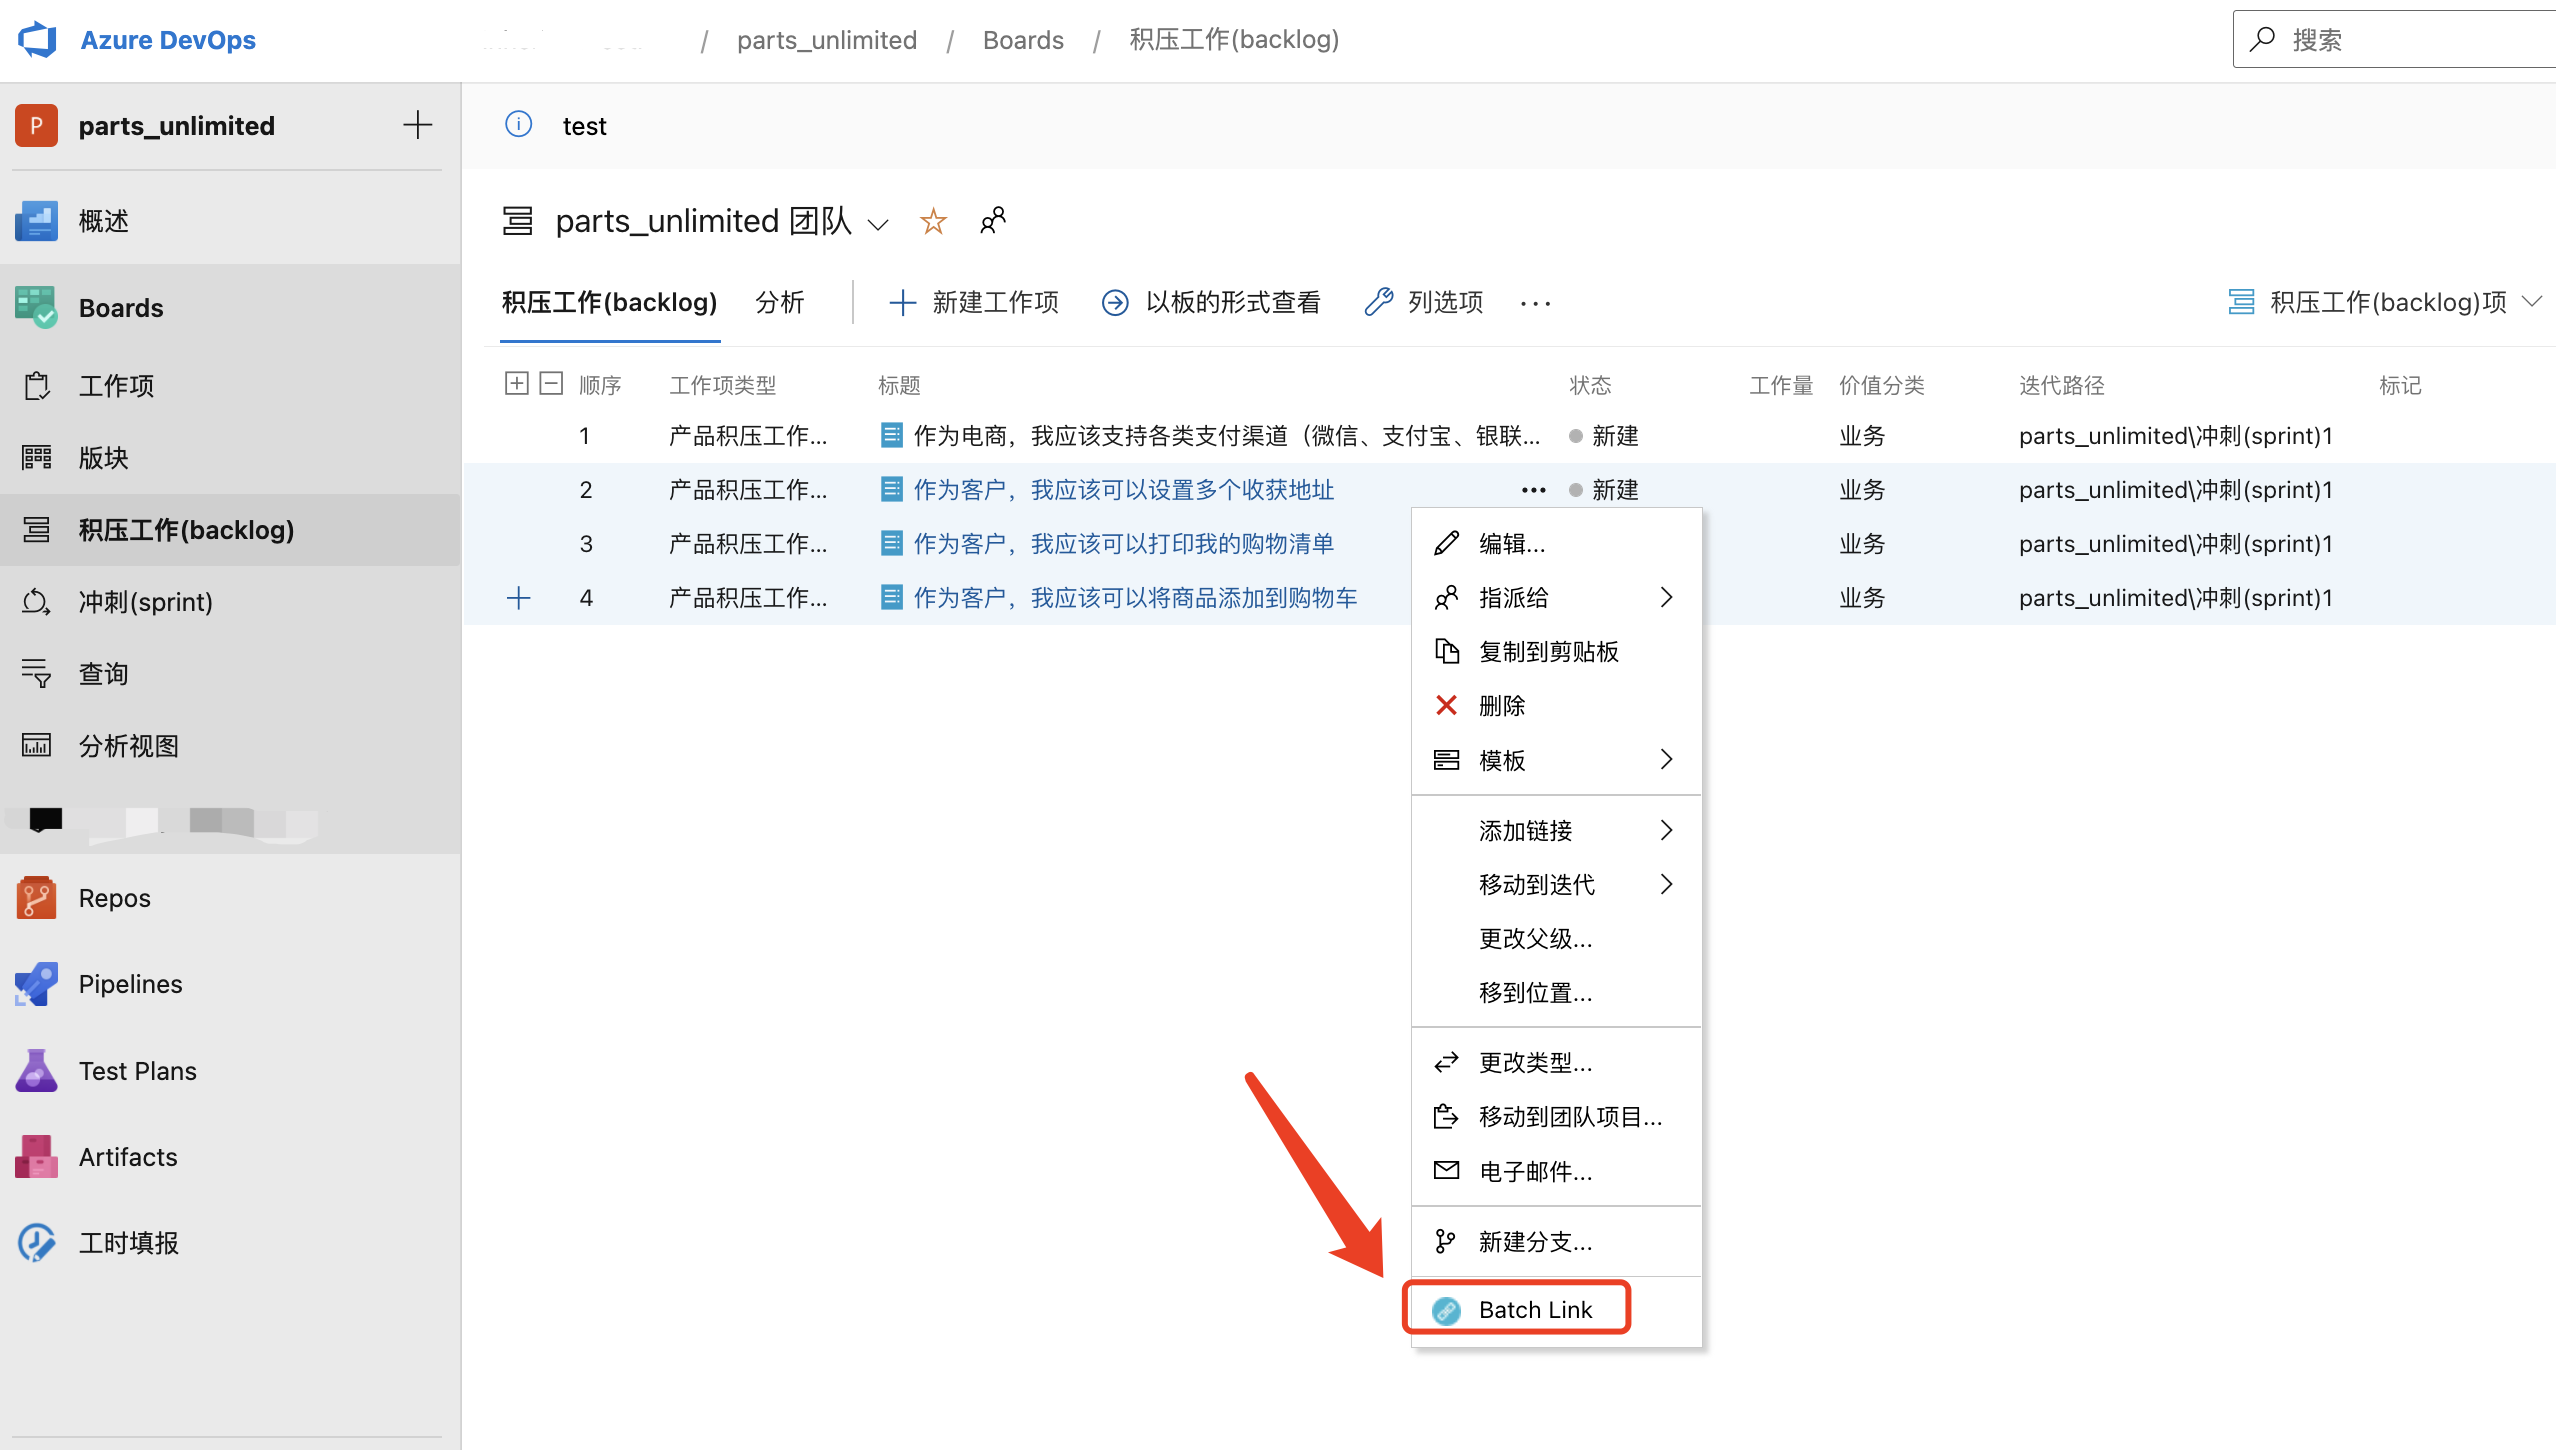 Azure DevOps
/ parts_unlimited / Boards / 积压工作(backlog)
搜索
P parts_unlimited
概述
Boards
工作项
版块
积压工作(backlog)
冲刺(sprint)
查询
分析视图
Repos
Pipelines
Test Plans
Artifacts
工时填报
test
parts_unlimited 团队
积压工作(backlog) 分析 新建工作项 以板的形式查看 列选项 ... 积压工作(backlog)项
顺序 工作项类型 标题 状态 工作量 价值分类 迭代路径 标记
1 产品积压工作... 作为电商，我应该支持各类支付渠道（微信、支付宝、银联... 新建 业务 parts_unlimited\冲刺(sprint)1
2 产品积压工作... 作为客户，我应该可以设置多个收获地址 ... 新建 业务 parts_unlimited\冲刺(sprint)1
3 产品积压工作... 作为客户，我应该可以打印我的购物清单 业务 parts_unlimited\冲刺(sprint)1
4 产品积压工作... 作为客户，我应该可以将商品添加到购物车 业务 parts_unlimited\冲刺(sprint)1
编辑...
指派给
复制到剪贴板
删除
模板
添加链接
移动到迭代
更改父级...
移到位置...
更改类型...
移动到团队项目...
电子邮件...
新建分支...
Batch Link